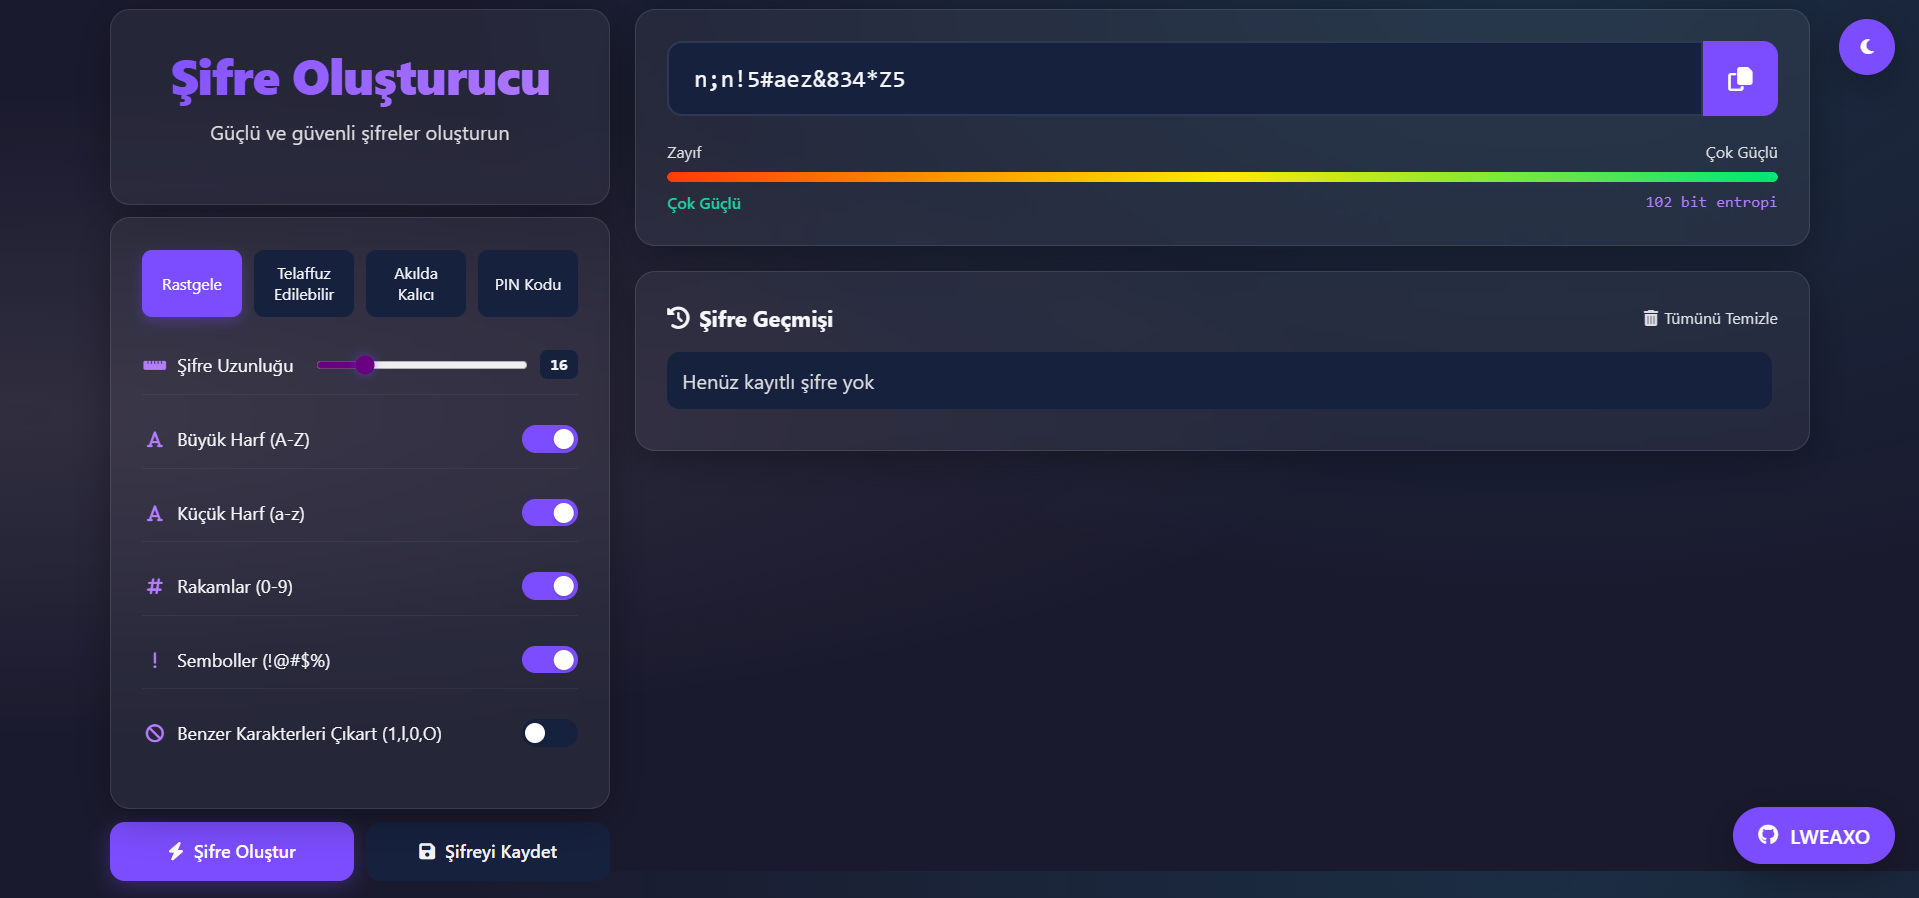 Şifre Oluşturucu
Güçlü ve güvenli şifreler oluşturun
Rastgele
Telaffuz
Edilebilir
Akılda
Kalıcı
PIN Kodu
Şifre Uzunluğu
16
Büyük Harf (A-Z)
Küçük Harf (a-z)
Rakamlar (0-9)
Semboller (!@#$%)
Benzer Karakterleri Çıkart (1,l,0,O)
Şifre Oluştur
Şifreyi Kaydet
n;n!5#aez&834*Z5
Zayıf
Çok Güçlü
Çok Güçlü
102 bit entropi
Şifre Geçmişi
Tümünü Temizle
Henüz kayıtlı şifre yok
LWEAXO